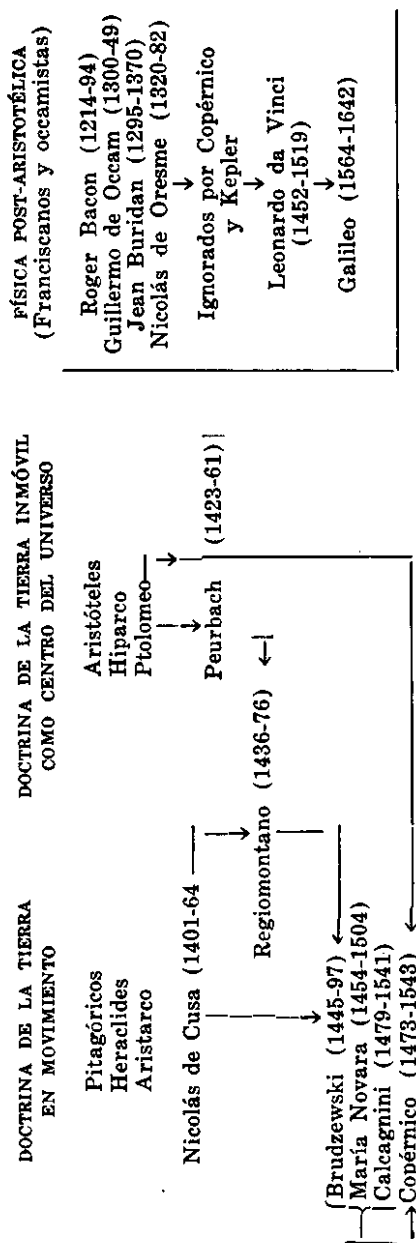 DOCTRINA DE LA TIERRA
EN MOVIMIENTO
Pitagóricos
Heraclides
Aristarco
Nicolás de Cusa (1401-64
Regiomontano (1436-76)
Brudzewski (1445-97)
María Novara (1454-1504)
Calcagnini (1479-1541)
Copérnico (1473-1543)
DOCTRINA DE LA TIERRA INMÓVIL
COMO CENTRO DEL UNIVERSO
Aristóteles
Hiparco
Ptolomeo
Peurbach (1423-61)
FÍSICA POST-ARISTOTÉLICA
(Franciscanos y occamistas)
Roger Bacon (1214-94)
Guillermo de Occam (1300-49)
Jean Buridan (1295-1370)
Nicolás de Oresme (1320-82)
Ignorados por Copérnico
y Kepler
Leonardo da Vinci
(1452-1519)
Galileo (1564-1642)